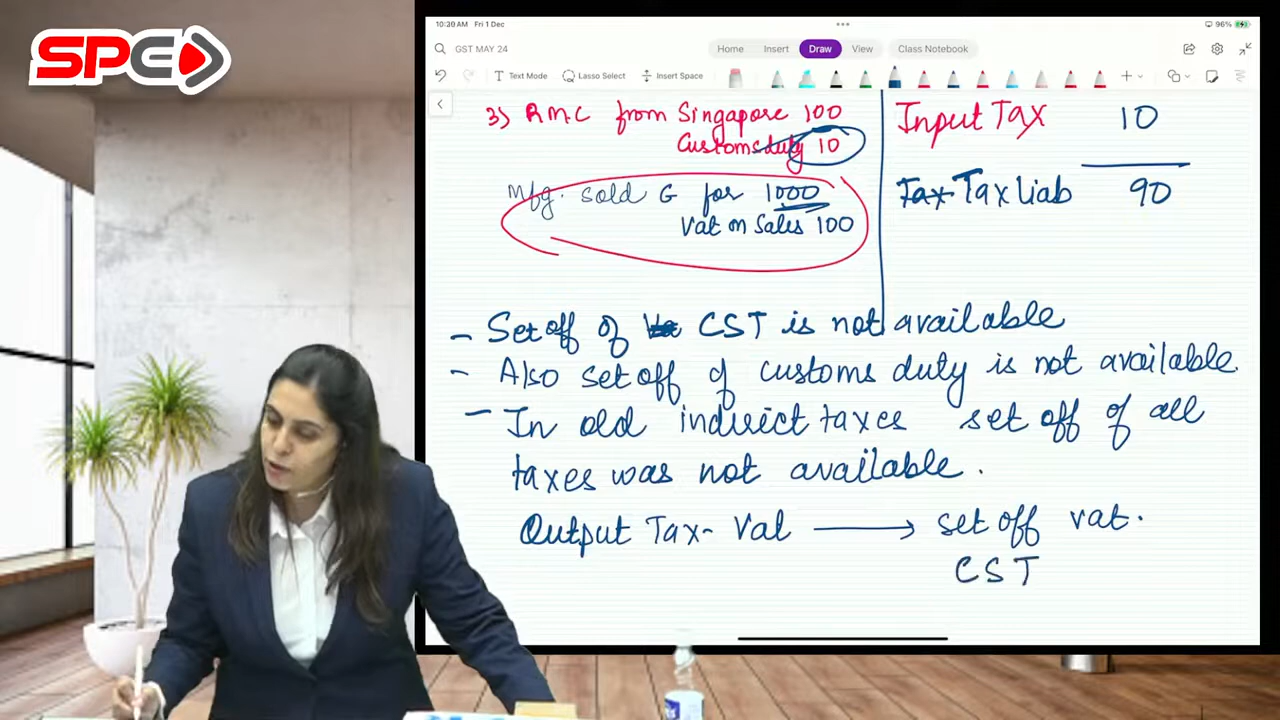 SPED
10:20 AM Fri 1 Dec
96%
GST MAY 24
Home Insert Draw View Class Notebook
Text Mode Lasso Select Insert Space
3) RMC from Singapore 100
Customs duty 10
Mfg. sold G for 1000
Vat on Sales 100
Input Tax 10
Tax Tax Liab 90
- Set off of CST is not available
- Also set off of customs duty is not available
- In old indirect taxes set off of all
taxes was not available.
Output Tax - Vat → set off vat.
CST